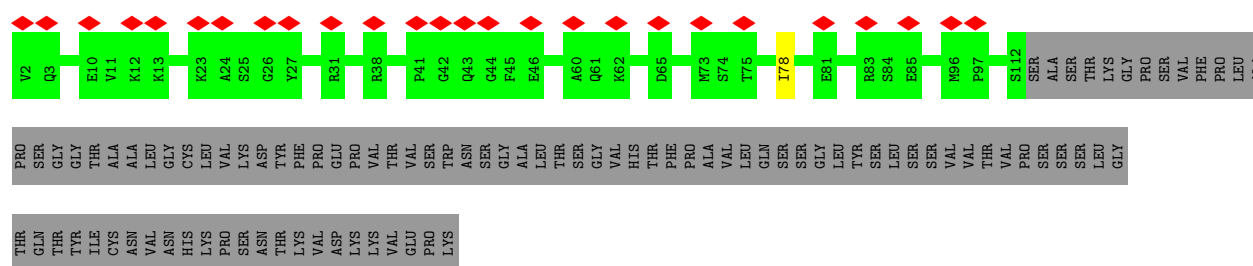 V2 Q3 E10 V11 K12 K13 K23 A24 S25 G26 Y27 R31 R38 P41 G42 Q43 G44 F45 E46 A60 Q61 K62 D65 M73 S74 T75 I78 E81 R83 S84 E85 M96 P97 S112 SER ALA SER THR LYS GLY PRO SER VAL PHE PRO LEU
PRO SER GLY GLY THR ALA ALA LEU GLY CYS LEU VAL LYS ASP TYR PHE PRO GLU PRO VAL THR VAL SER TRP ASN SER GLY ALA LEU THR SER GLY VAL HIS THR PHE PRO ALA VAL LEU GLN SER SER GLY LEU TYR SER LEU SER SER VAL VAL THR VAL PRO SER SER SER LEU GLY
THR GLN THR TYR ILE CYS ASN VAL ASN HIS LYS PRO SER ASN THR LYS VAL ASP LYS LYS VAL GLU PRO LYS